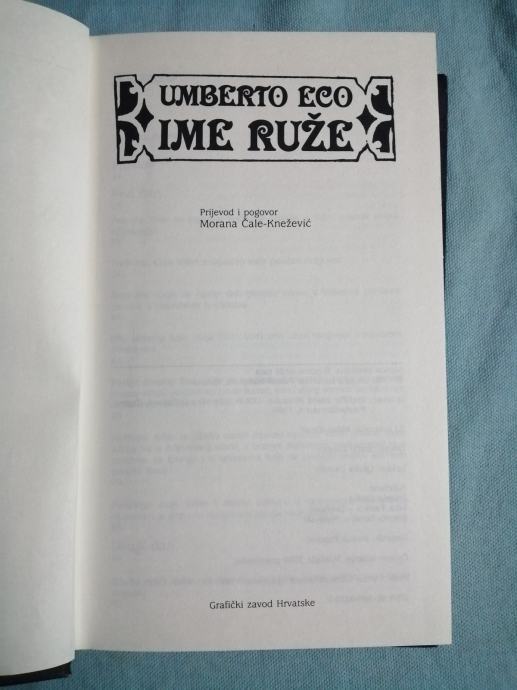 UMBERTO ECO
IME RUŽE
Prijevod i pogovor
Morana Čale-Knežević
Grafički zavod Hrvatske